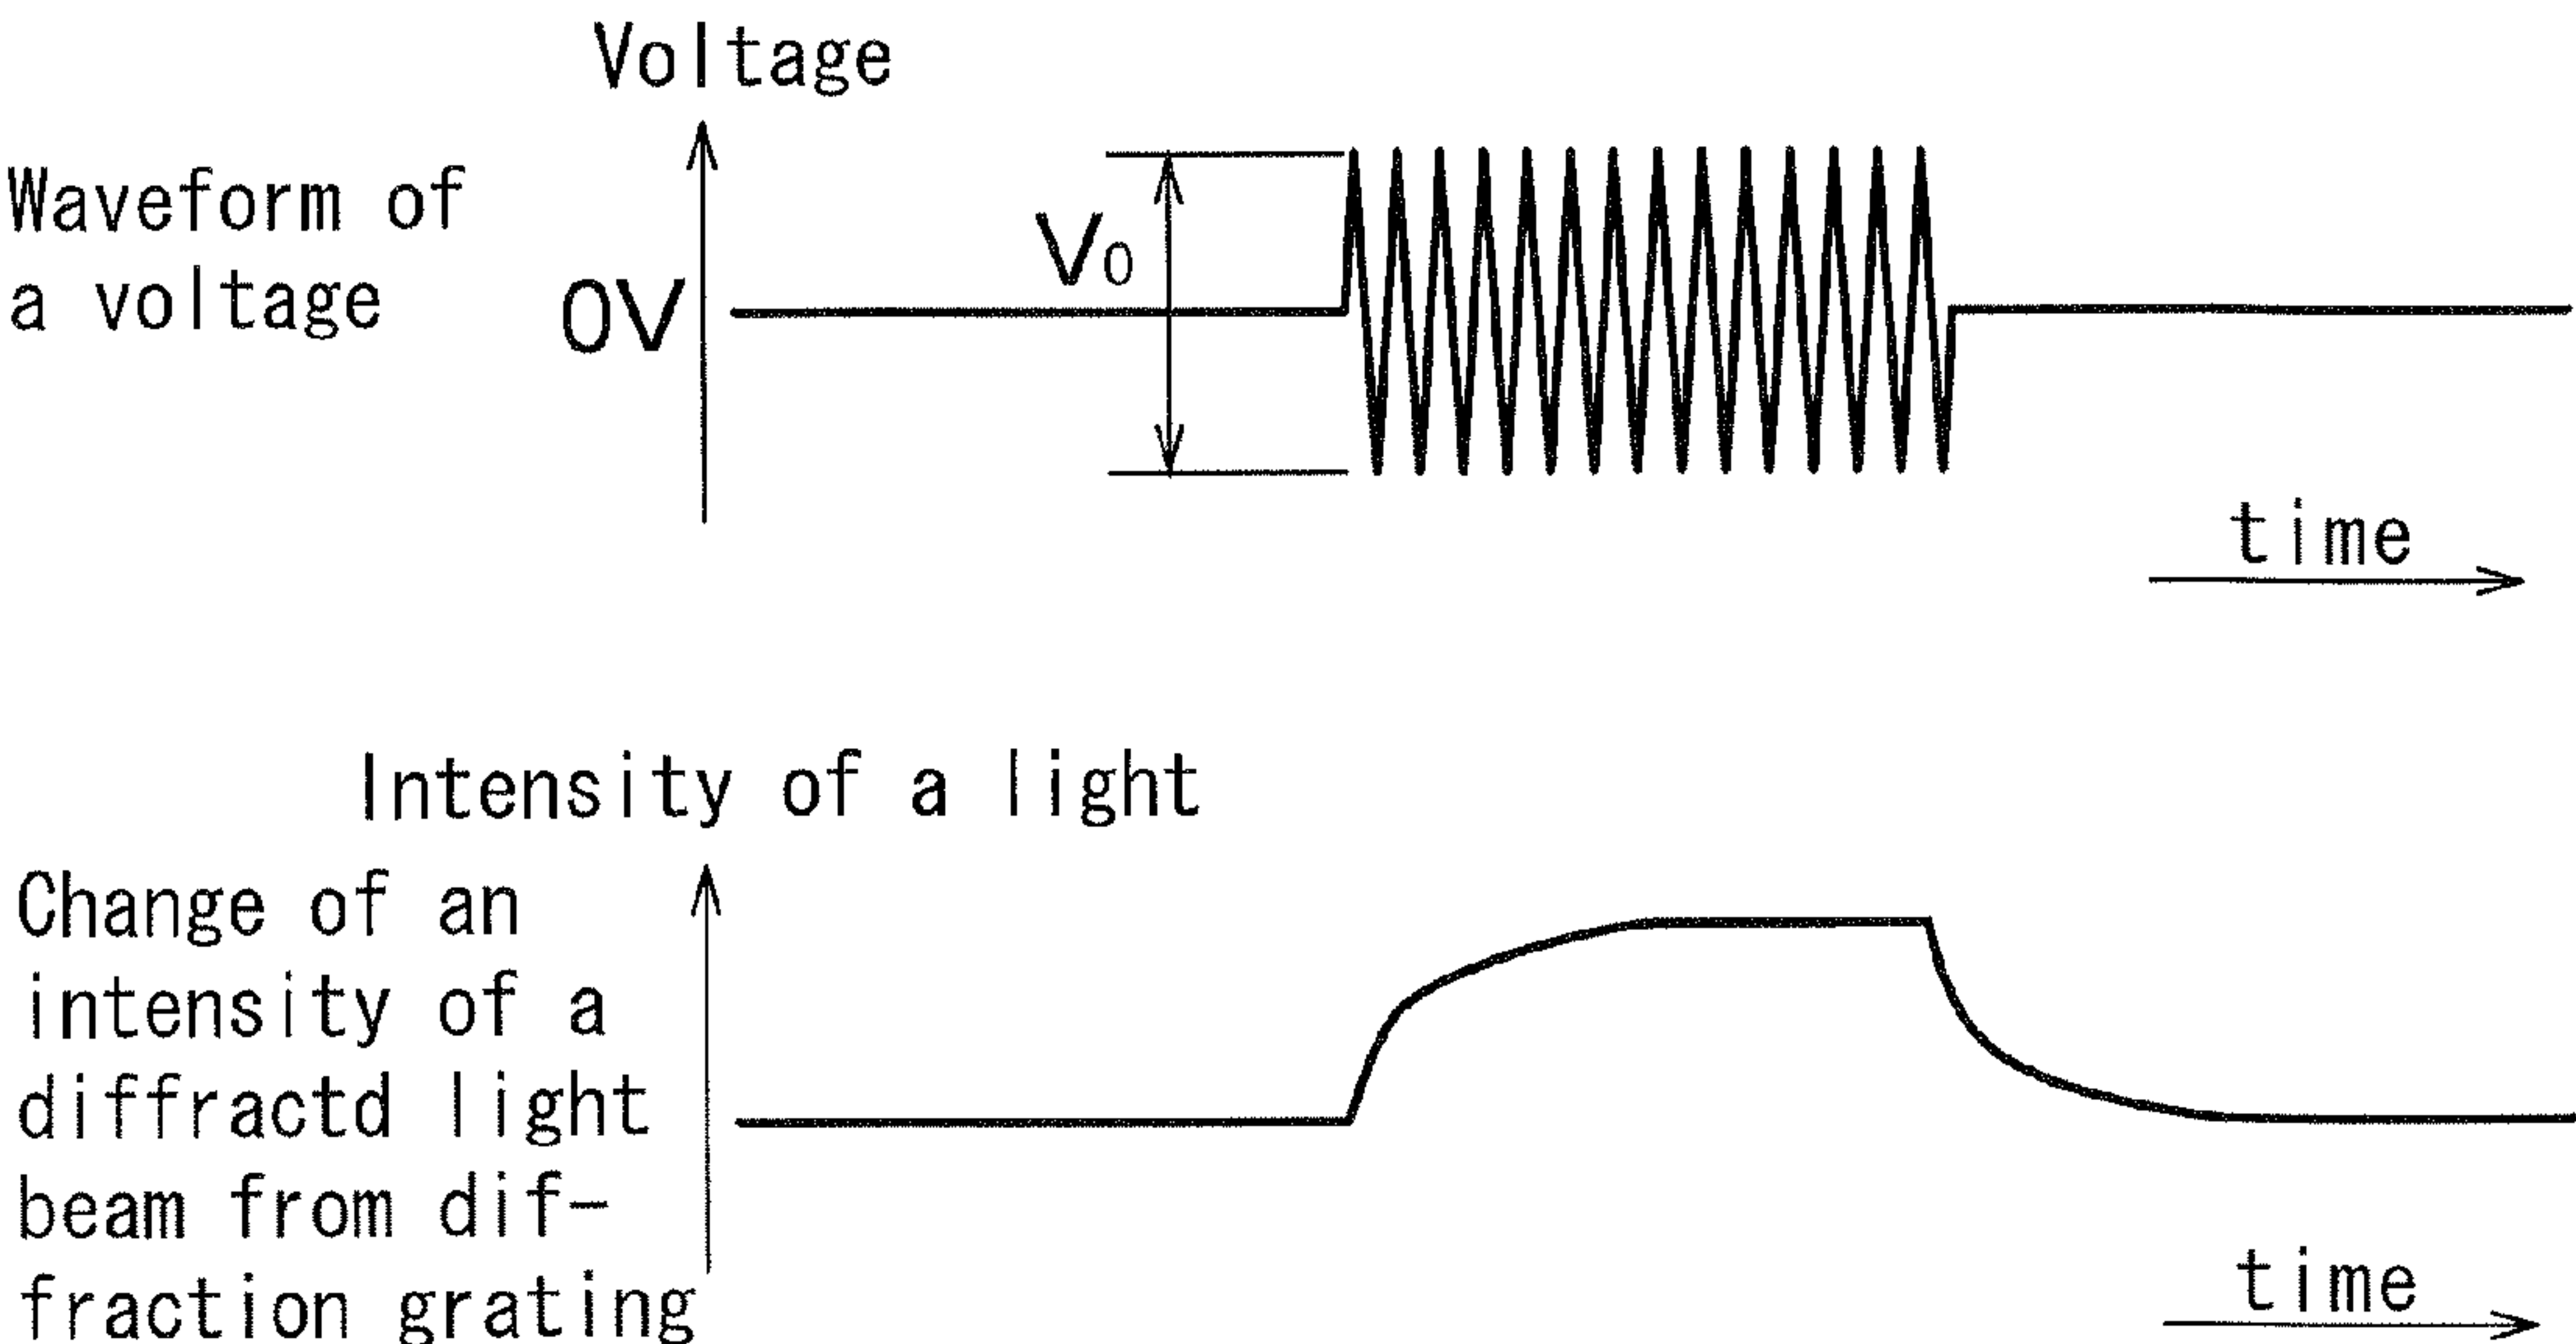 Voltage
Waveform of
a voltage
0V
V0
time
Intensity of a light
Change of an
intensity of a
diffractd light
beam from dif-
fraction grating
time